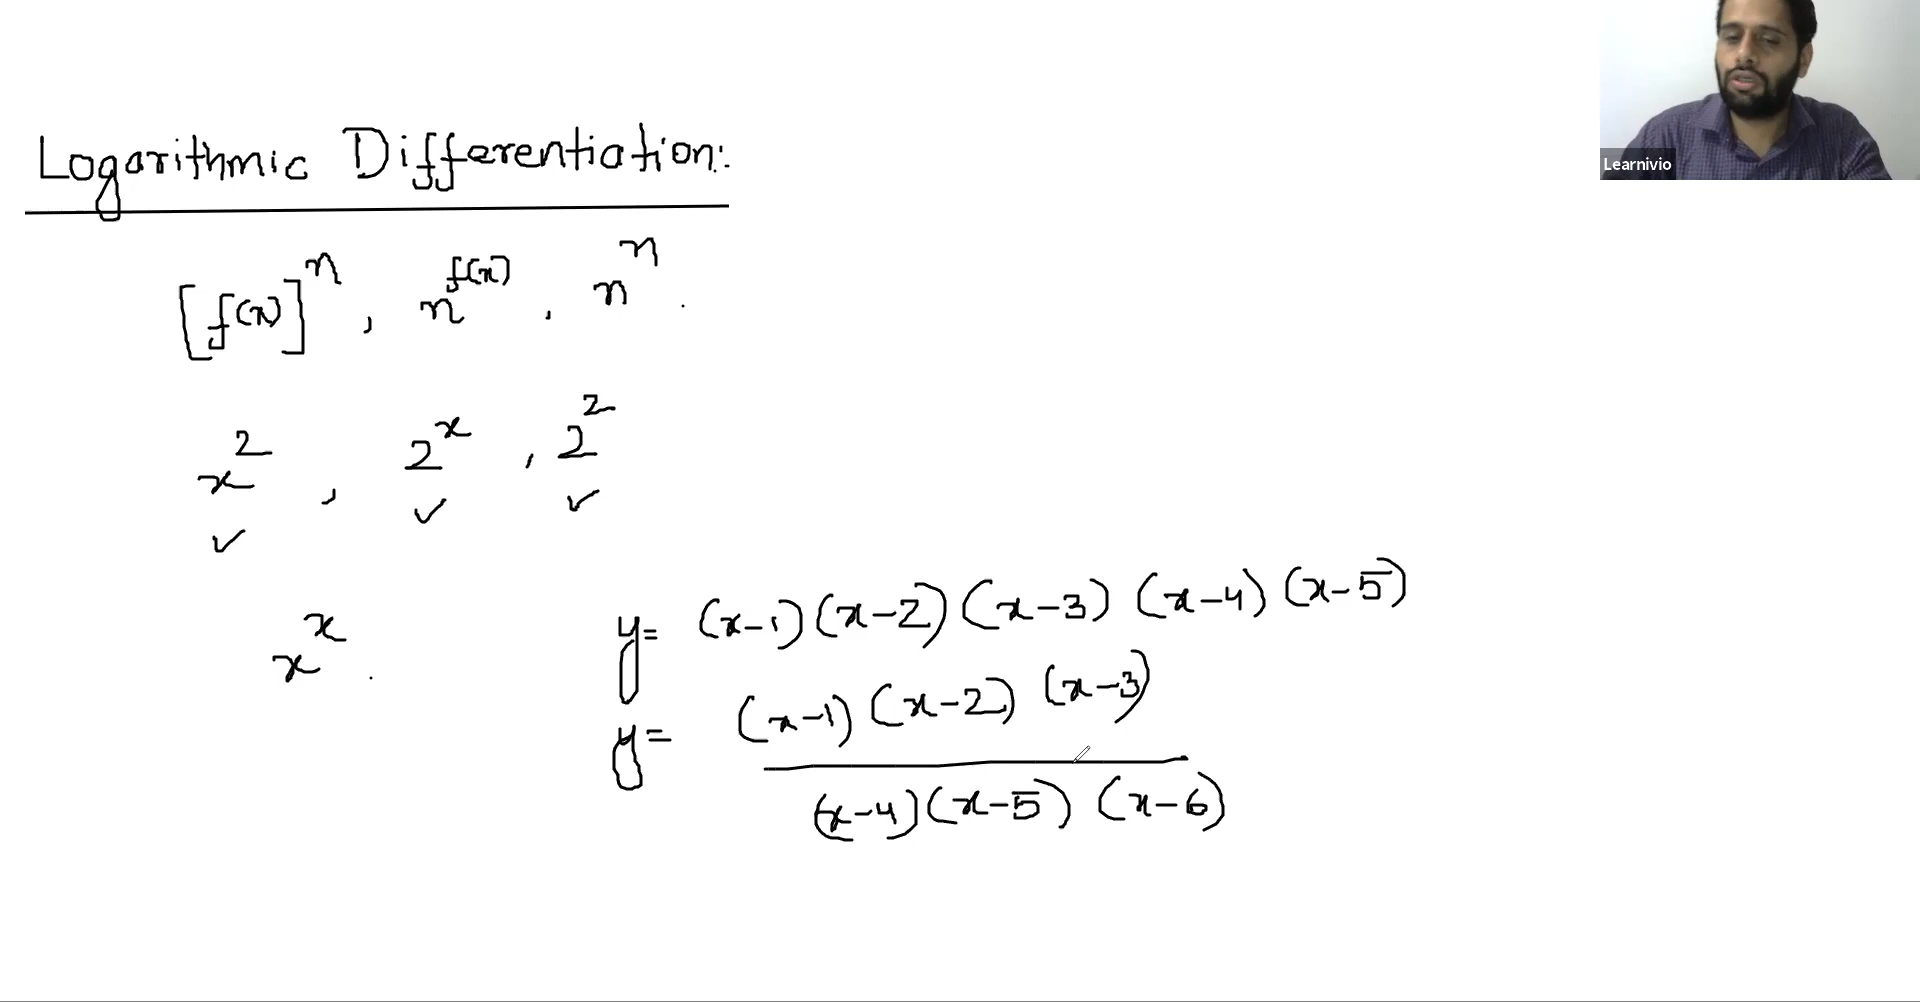 Logarithmic Differentiation:
Learnivio
[f(x)]^n , n^f(x) , n^n .
x^2 , 2^x , 2^2
✓ ✓ ✓
x^x .
y= (x-1)(x-2)(x-3)(x-4)(x-5)
y= (x-1)(x-2)(x-3)
(x-4)(x-5)(x-6)